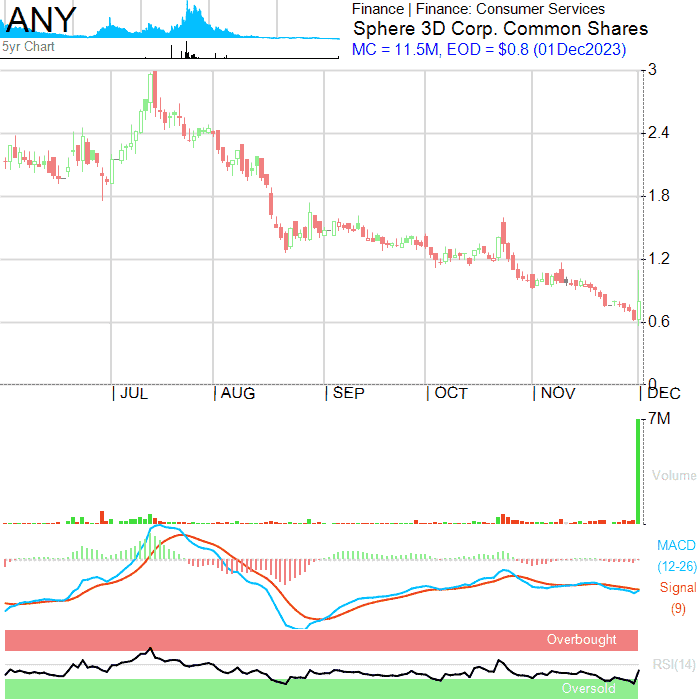 ANY
5yr Chart
Finance | Finance: Consumer Services
Sphere 3D Corp. Common Shares
MC = 11.5M, EOD = $0.8 (01Dec2023)
3
2.4
1.8
1.2
0.6
0
| JUL | AUG | SEP | OCT | NOV | DEC
7M
Volume
MACD
(12-26)
Signal
(9)
Overbought
RSI(14)
Oversold